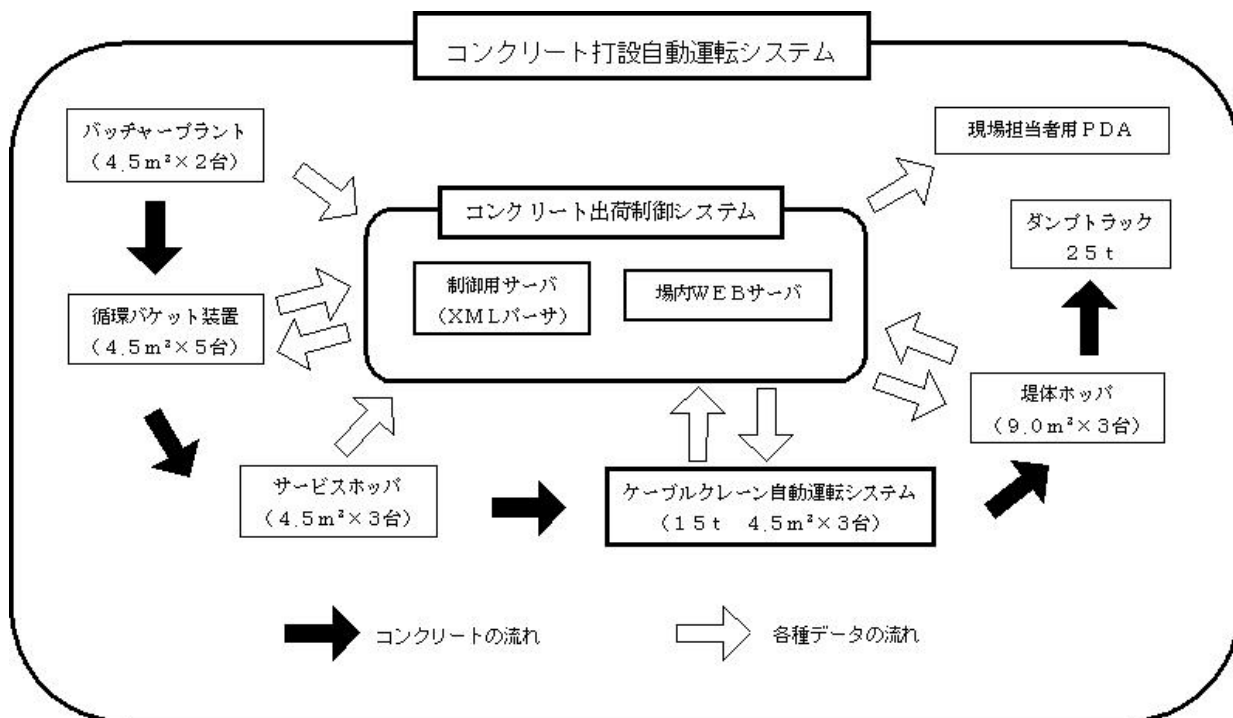 コンクリート打設自動運転システム
バッチャープラント
（４.５ｍ²×２台）
現場担当者用ＰＤＡ
コンクリート出荷制御システム
ダンプトラック
２５ｔ
制御用サーバ
（ＸＭＬパーサ）
場内ＷＥＢサーバ
循環バケット装置
（４.５ｍ²×５台）
堤体ホッパ
（９.０ｍ²×３台）
サービスホッパ
（４.５ｍ²×３台）
ケーブルクレーン自動運転システム
（１５ｔ　４.５ｍ²×３台）
コンクリートの流れ
各種データの流れ